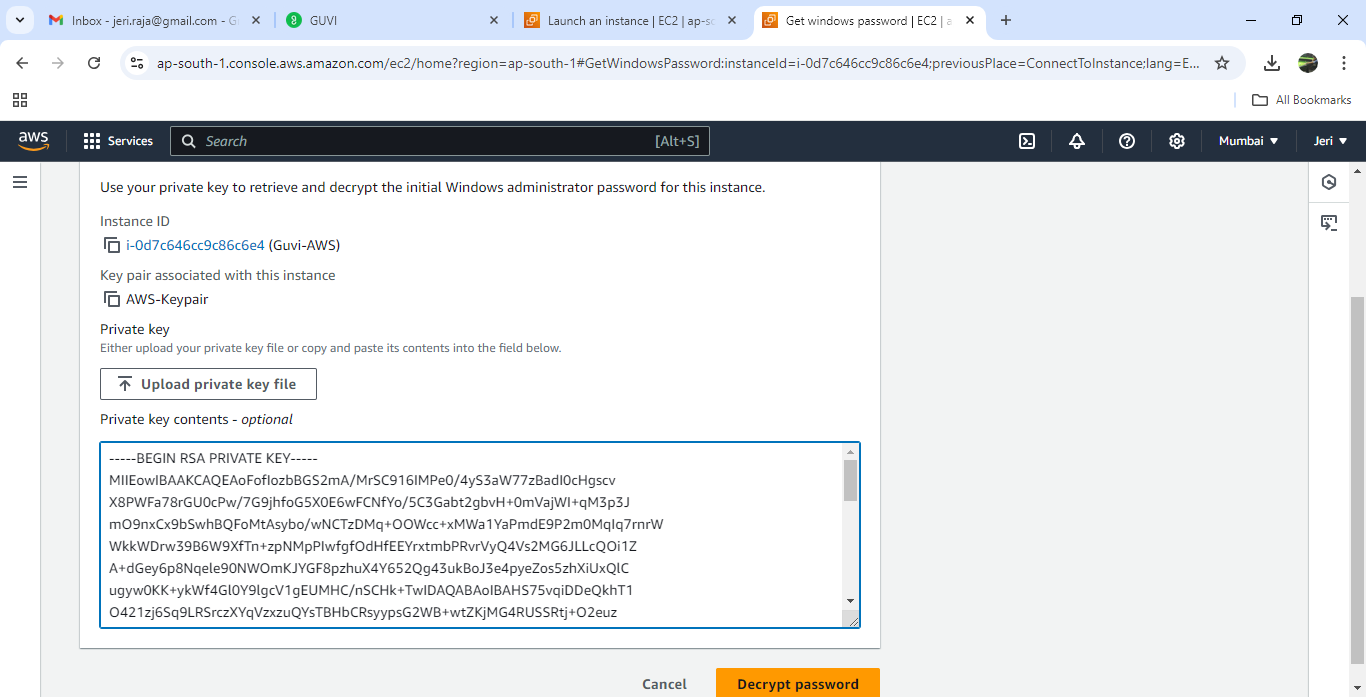 Inbox - jeri.raja@gmail.com - G
GUVI
Launch an instance | EC2 | ap-so
Get windows password | EC2 | a
ap-south-1.console.aws.amazon.com/ec2/home?region=ap-south-1#GetWindowsPassword:instanceId=i-0d7c646cc9c86c6e4;previousPlace=ConnectToInstance;lang=E...
All Bookmarks
aws
Services
Search
[Alt+S]
Mumbai
Jeri
Use your private key to retrieve and decrypt the initial Windows administrator password for this instance.
Instance ID
i-0d7c646cc9c86c6e4 (Guvi-AWS)
Key pair associated with this instance
AWS-Keypair
Private key
Either upload your private key file or copy and paste its contents into the field below.
Upload private key file
Private key contents - optional
-----BEGIN RSA PRIVATE KEY-----
MIIEowIBAAKCAQEAoFofIozbBGS2mA/MrSC916IMPe0/4yS3aW77zBadI0cHgscv
X8PWFa78rGU0cPw/7G9jhfoG5X0E6wFCNfYo/5C3Gabt2gbvH+0mVajWI+qM3p3J
mO9nxCx9bSwhBQFoMtAsybo/wNCTzDMq+OOWcc+xMWa1YaPmdE9P2m0MqIq7rnrW
WkkWDrw39B6W9XfTn+zpNMpPIwfgfOdHfEEYrxtmbPRvrVyQ4Vs2MG6JLLcQOi1Z
A+dGey6p8Nqele90NWOmKJYGF8pzhuX4Y652Qg43ukBoJ3e4pyeZos5zhXiUxQlC
ugyw0KK+ykWf4Gl0Y9lgcV1gEUMHC/nSCHk+TwIDAQABAoIBAHS75vqiDDeQkhT1
O421zj6Sq9LRSrczXYqVzxzuQYsTBHbCRsyypsG2WB+wtZKjMG4RUSSRtj+O2euz
Cancel
Decrypt password